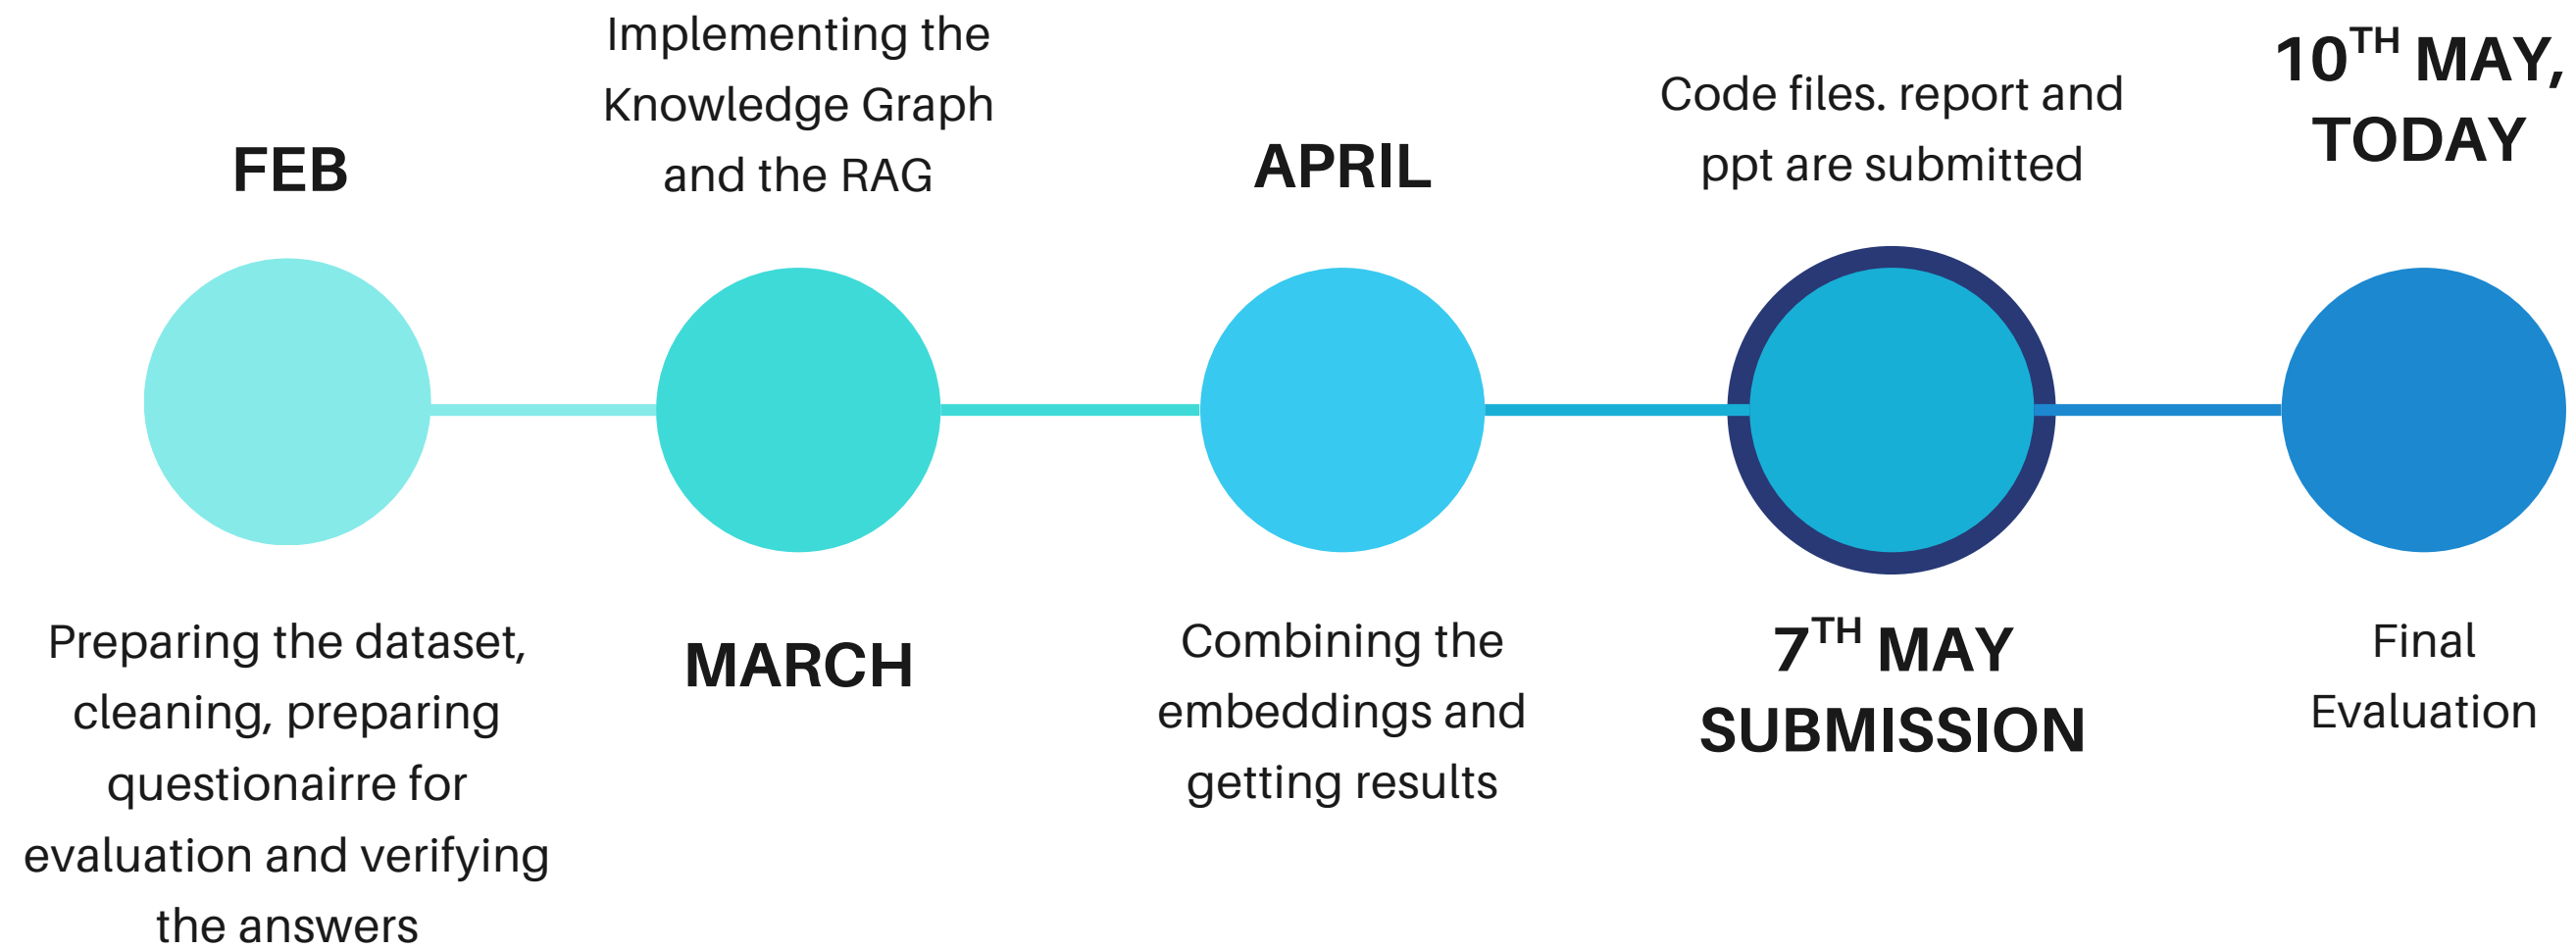 FEB
Preparing the dataset,
cleaning, preparing
questionairre for
evaluation and verifying
the answers
Implementing the
Knowledge Graph
and the RAG
MARCH
APRIL
Combining the
embeddings and
getting results
Code files. report and
ppt are submitted
7TH MAY
SUBMISSION
10TH MAY,
TODAY
Final
Evaluation